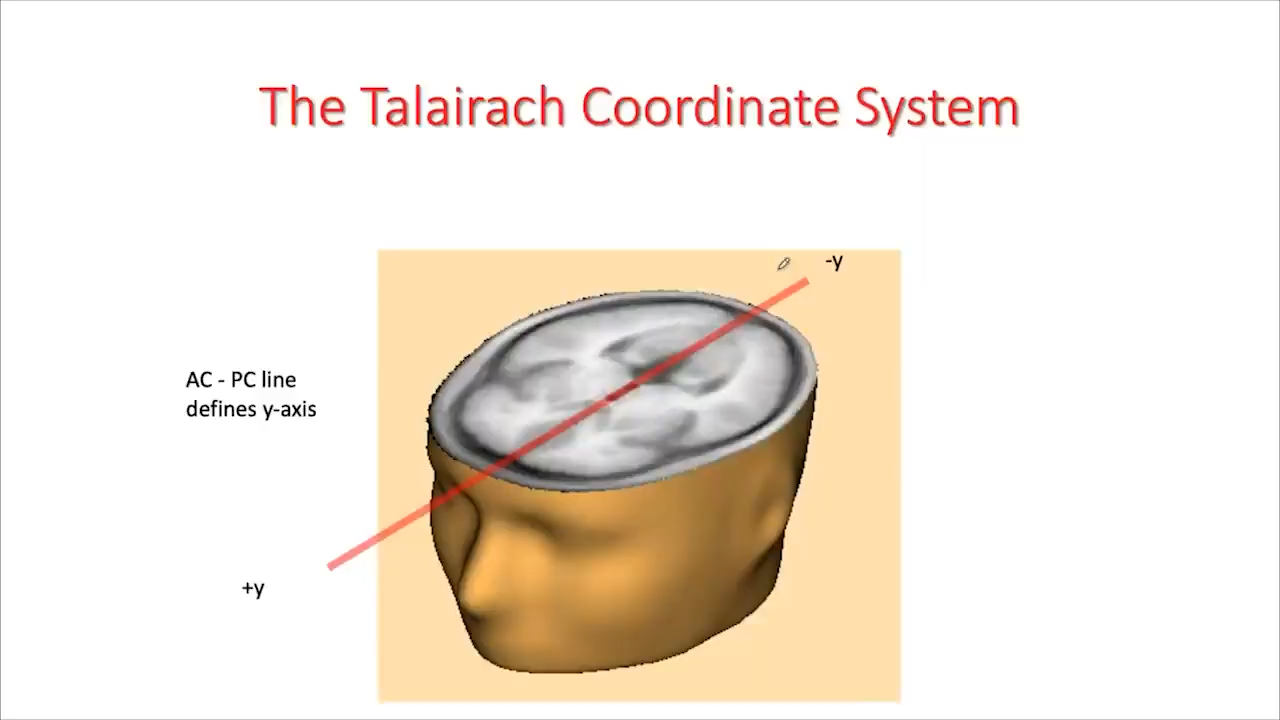 The Talairach Coordinate System
-y
AC - PC line
defines y-axis
+y